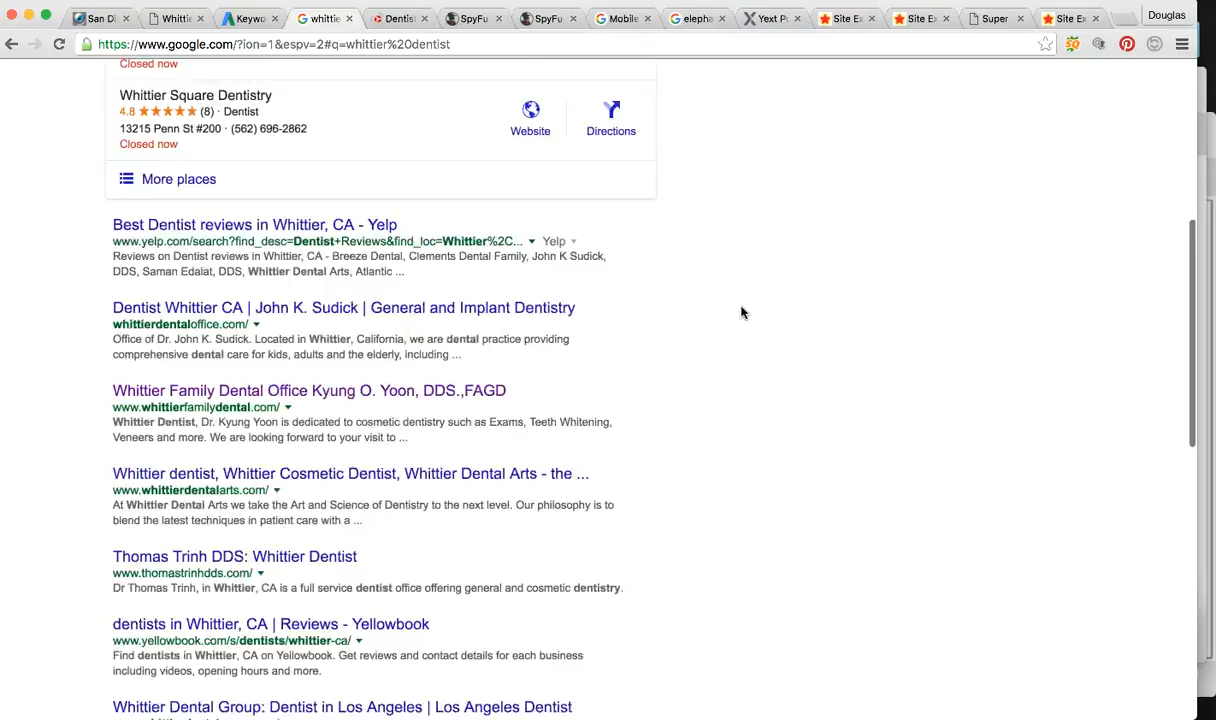 San Di
Whittie
Keywo
whittie
Dentist
SpyFu
SpyFu
Mobile
elepha
Yext P
Site Ex
Site Ex
Super
Site Ex
Douglas
https://www.google.com/?ion=1&espv=2#q=whittier%20dentist
Closed now
Whittier Square Dentistry
4.8 ★★★★★ (8) · Dentist
13215 Penn St #200 · (562) 696-2862
Closed now
Website
Directions
More places
Best Dentist reviews in Whittier, CA - Yelp
www.yelp.com/search?find_desc=Dentist+Reviews&find_loc=Whittier%2C... ▼ Yelp ▼
Reviews on Dentist reviews in Whittier, CA - Breeze Dental, Clements Dental Family, John K Sudick,
DDS, Saman Edalat, DDS, Whittier Dental Arts, Atlantic ...
Dentist Whittier CA | John K. Sudick | General and Implant Dentistry
whittierdentaloffice.com/ ▼
Office of Dr. John K. Sudick. Located in Whittier, California, we are dental practice providing
comprehensive dental care for kids, adults and the elderly, including ...
Whittier Family Dental Office Kyung O. Yoon, DDS.,FAGD
www.whittierfamilydental.com/ ▼
Whittier Dentist, Dr. Kyung Yoon is dedicated to cosmetic dentistry such as Exams, Teeth Whitening,
Veneers and more. We are looking forward to your visit to ...
Whittier dentist, Whittier Cosmetic Dentist, Whittier Dental Arts - the ...
www.whittierdentalarts.com/ ▼
At Whittier Dental Arts we take the Art and Science of Dentistry to the next level. Our philosophy is to
blend the latest techniques in patient care with a ...
Thomas Trinh DDS: Whittier Dentist
www.thomastrinhdds.com/ ▼
Dr Thomas Trinh, in Whittier, CA is a full service dentist office offering general and cosmetic dentistry.
dentists in Whittier, CA | Reviews - Yellowbook
www.yellowbook.com/s/dentists/whittier-ca/ ▼
Find dentists in Whittier, CA on Yellowbook. Get reviews and contact details for each business
including videos, opening hours and more.
Whittier Dental Group: Dentist in Los Angeles | Los Angeles Dentist